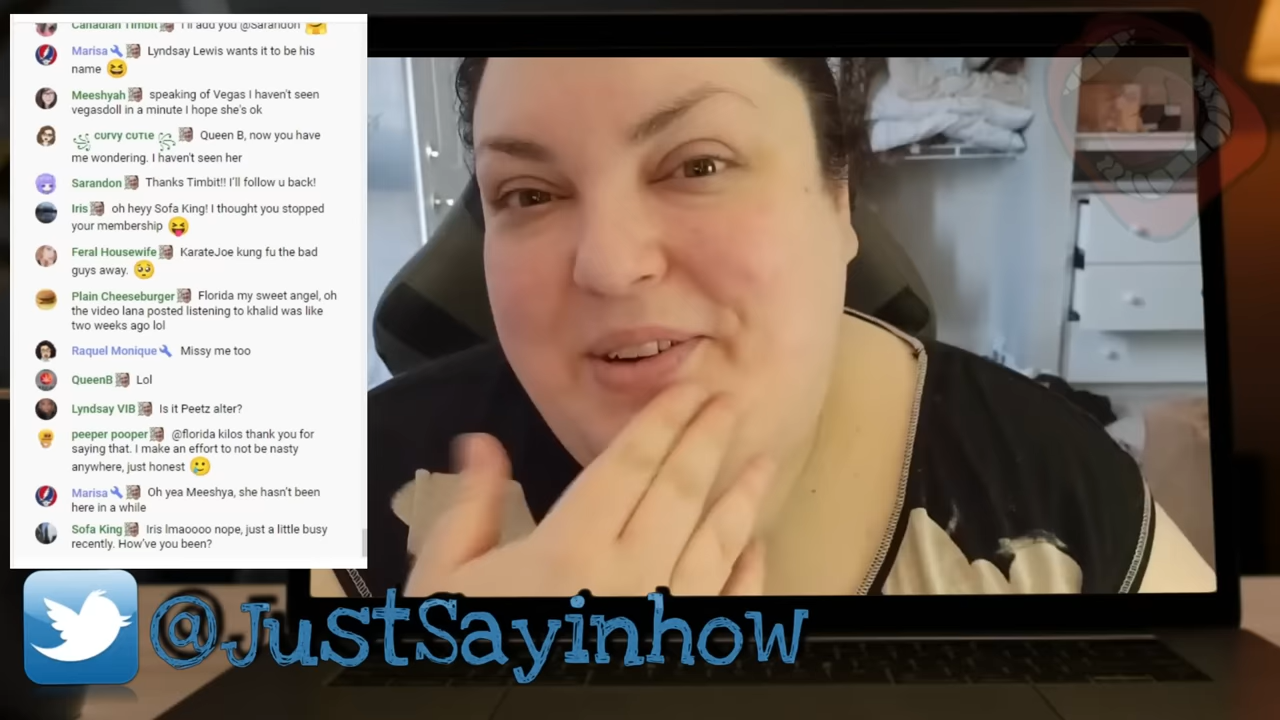 Canadian Timbit I'll add you @Sarandon
Marisa Lyndsay Lewis wants it to be his
name
Meeshyah speaking of Vegas I haven't seen
vegasdoll in a minute I hope she's ok
curvy cuтιe Queen B, now you have
me wondering. I haven't seen her
Sarandon Thanks Timbit!! I'll follow u back!
Iris oh heyy Sofa King! I thought you stopped
your membership
Feral Housewife KarateJoe kung fu the bad
guys away.
Plain Cheeseburger Florida my sweet angel, oh
the video lana posted listening to khalid was like
two weeks ago lol
Raquel Monique Missy me too
QueenB Lol
Lyndsay VIB Is it Peetz alter?
peeper pooper @florida kilos thank you for
saying that. I make an effort to not be nasty
anywhere, just honest
Marisa Oh yea Meeshya, she hasn't been
here in a while
Sofa King Iris lmaoooo nope, just a little busy
recently. How've you been?
@JustSayinhow